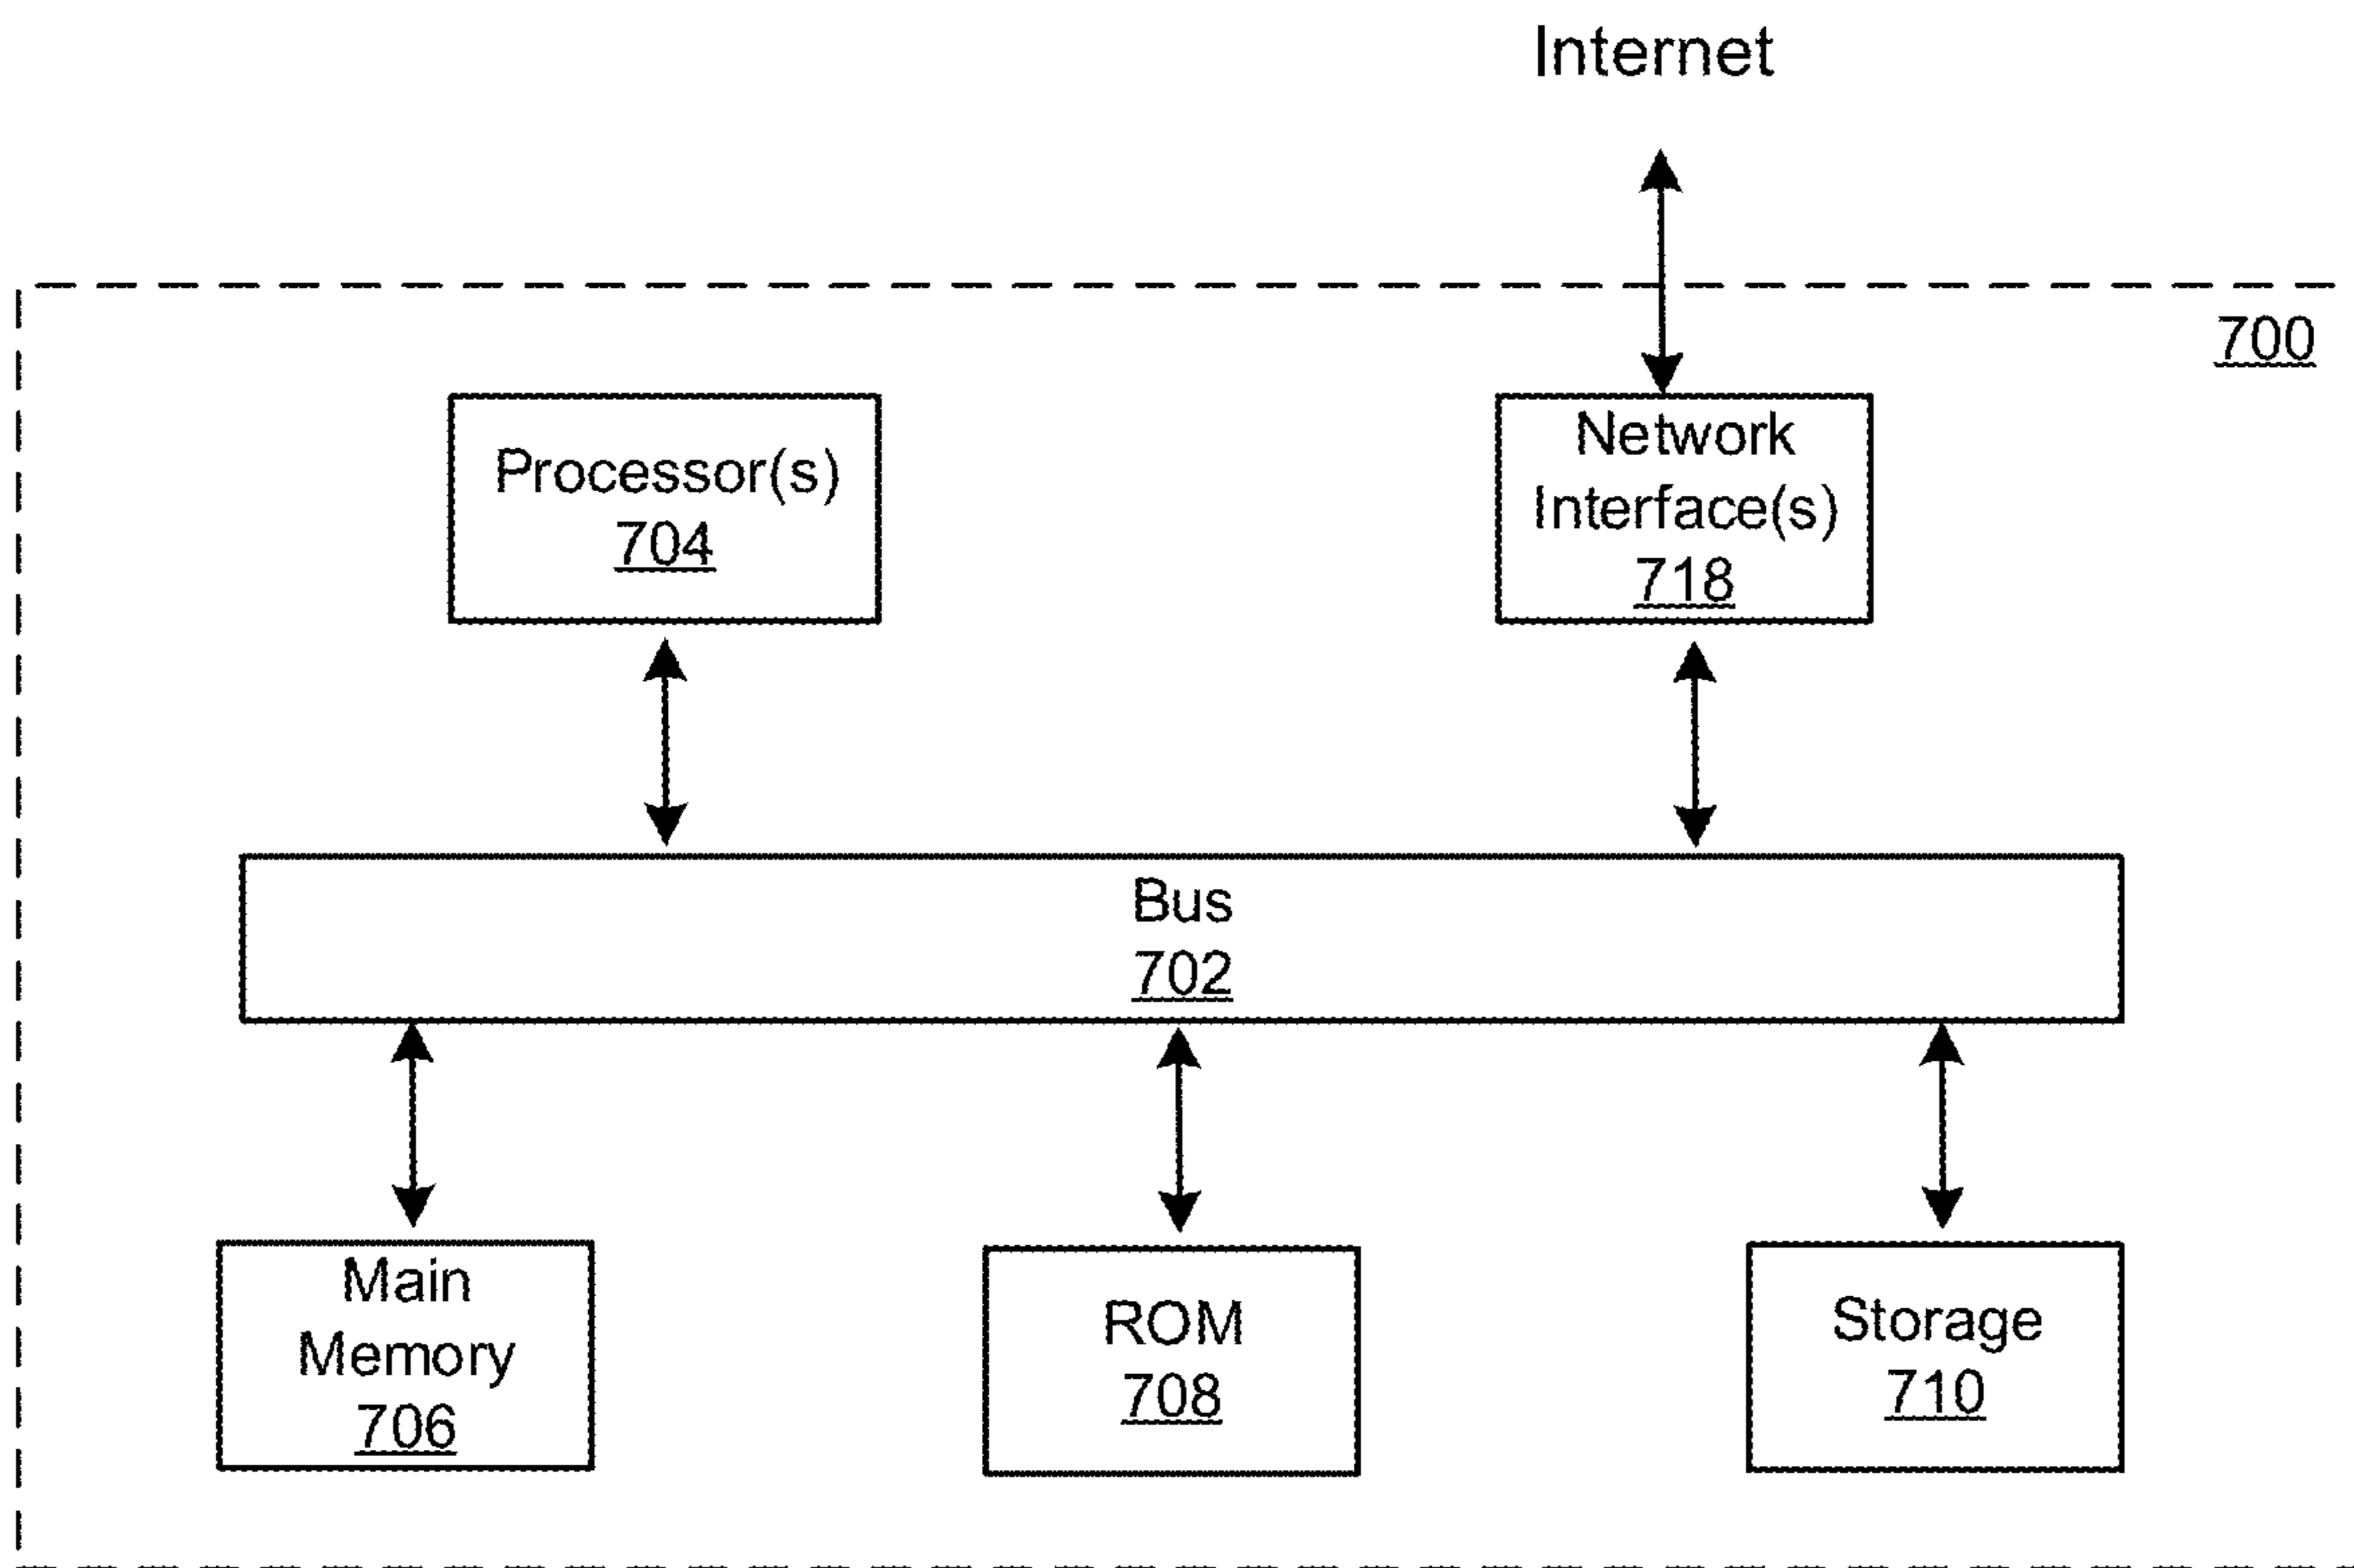 Internet
700
Processor(s)
704
Network
Interface(s)
718
Bus
702
Main
Memory
706
ROM
708
Storage
710